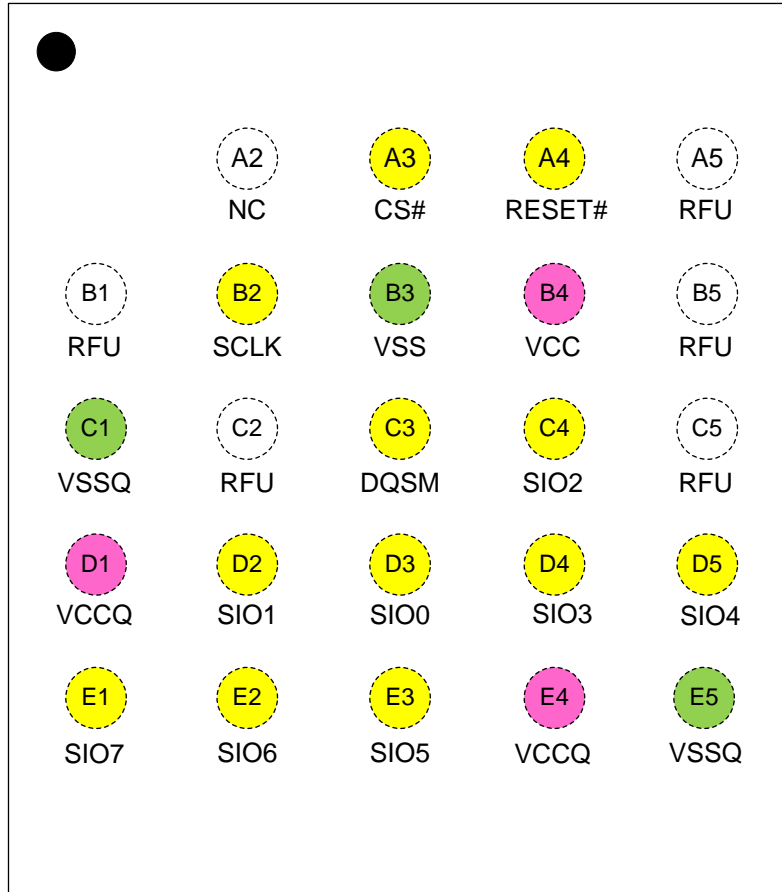 A2 A3 A4 A5
NC CS# RESET# RFU
B1 B2 B3 B4 B5
RFU SCLK VSS VCC RFU
C1 C2 C3 C4 C5
VSSQ RFU DQSM SIO2 RFU
D1 D2 D3 D4 D5
VCCQ SIO1 SIO0 SIO3 SIO4
E1 E2 E3 E4 E5
SIO7 SIO6 SIO5 VCCQ VSSQ